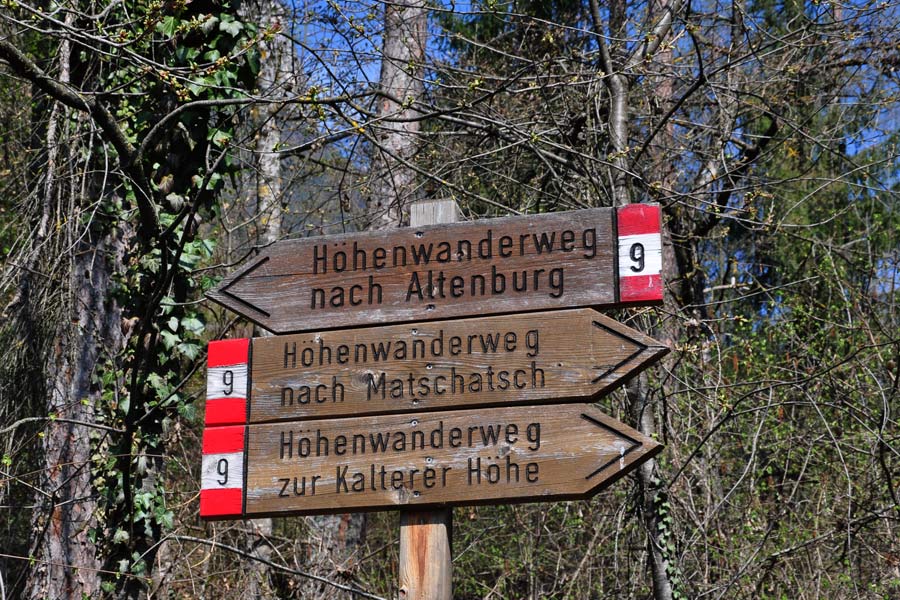 Höhenwanderweg
nach Altenburg
9
9
Höhenwanderweg
nach Matschatsch
9
Höhenwanderweg
zur Kalterer Höhe